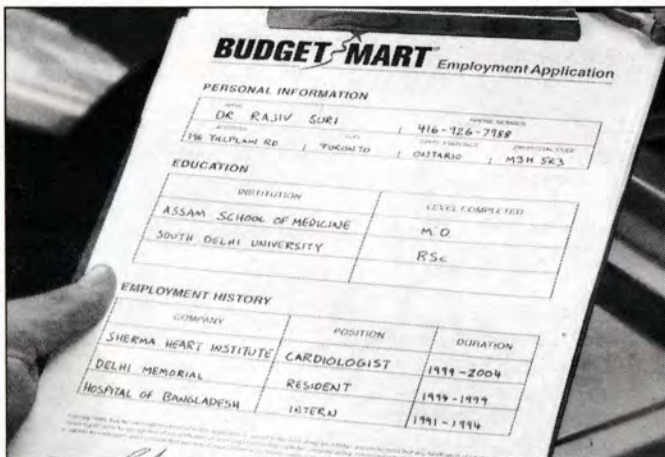 BUDGET MART Employment Application
PERSONAL INFORMATION
NAME PHONE NUMBER
DR RAJIV SURI 416-926-7988
ADDRESS CITY STATE/PROVINCE ZIP/POSTAL CODE
196 TILLPLAIN RD TORONTO ONTARIO M3H 5R3
EDUCATION
INSTITUTION LEVEL COMPLETED
ASSAM SCHOOL OF MEDICINE M.D.
SOUTH DELHI UNIVERSITY BSc
EMPLOYMENT HISTORY
COMPANY POSITION DURATION
SHERMA HEART INSTITUTE CARDIOLOGIST 1999-2004
DELHI MEMORIAL RESIDENT 1994-1999
HOSPITAL OF BANGLADESH INTERN 1991-1994